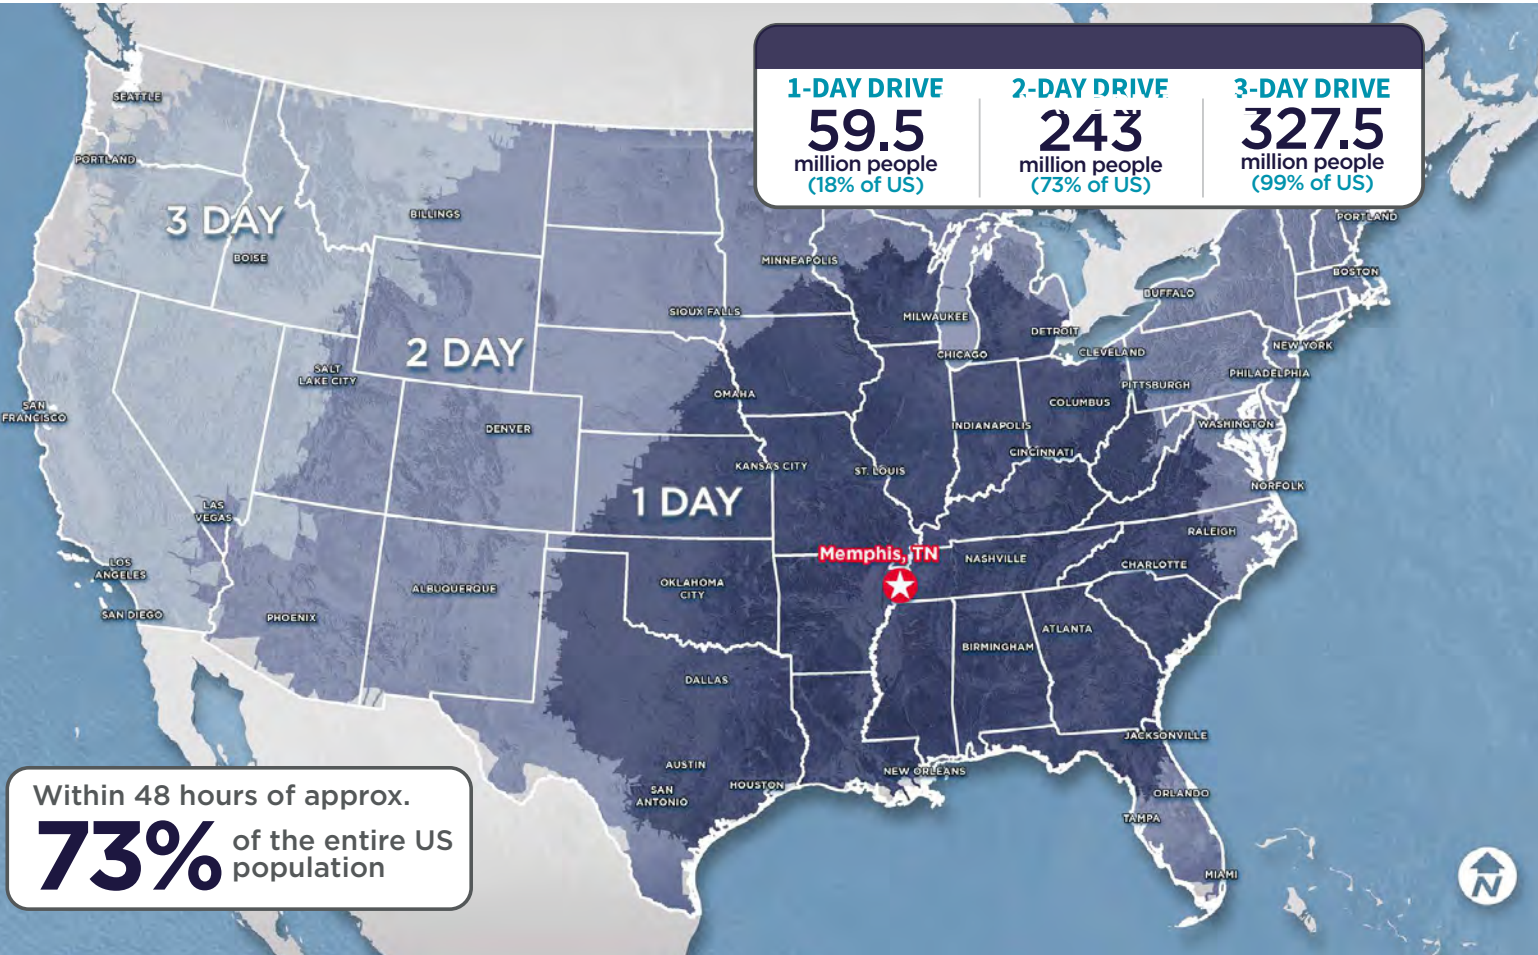 1-DAY DRIVE
59.5
million people
(18% of US)
2-DAY DRIVE
243
million people
(73% of US)
3-DAY DRIVE
327.5
million people
(99% of US)
SEATTLE
PORTLAND
3 DAY
BOISE
BILLINGS
MINNEAPOLIS
PORTLAND
BOSTON
BUFFALO
SIOUX FALLS
MILWAUKEE
DETROIT
NEW YORK
CHICAGO
CLEVELAND
2 DAY
SALT
LAKE CITY
PHILADELPHIA
PITTSBURGH
OMAHA
COLUMBUS
SAN
FRANCISCO
DENVER
INDIANAPOLIS
WASHINGTON
CINCINNATI
KANSAS CITY
ST. LOUIS
NORFOLK
1 DAY
LAS
VEGAS
RALEIGH
Memphis, TN
NASHVILLE
CHARLOTTE
LOS
ANGELES
OKLAHOMA
CITY
ALBUQUERQUE
SAN DIEGO
PHOENIX
ATLANTA
BIRMINGHAM
DALLAS
JACKSONVILLE
AUSTIN
NEW ORLEANS
HOUSTON
SAN
ANTONIO
ORLANDO
TAMPA
MIAMI
Within 48 hours of approx.
73%
of the entire US
population
N